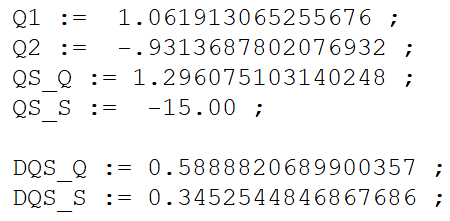 Q1 :=  1.061913065255676 ;
Q2 :=  -.9313687802076932 ;
QS_Q := 1.296075103140248 ;
QS_S :=  -15.00 ;
DQS_Q := 0.5888820689900357 ;
DQS_S := 0.3452544846867686 ;